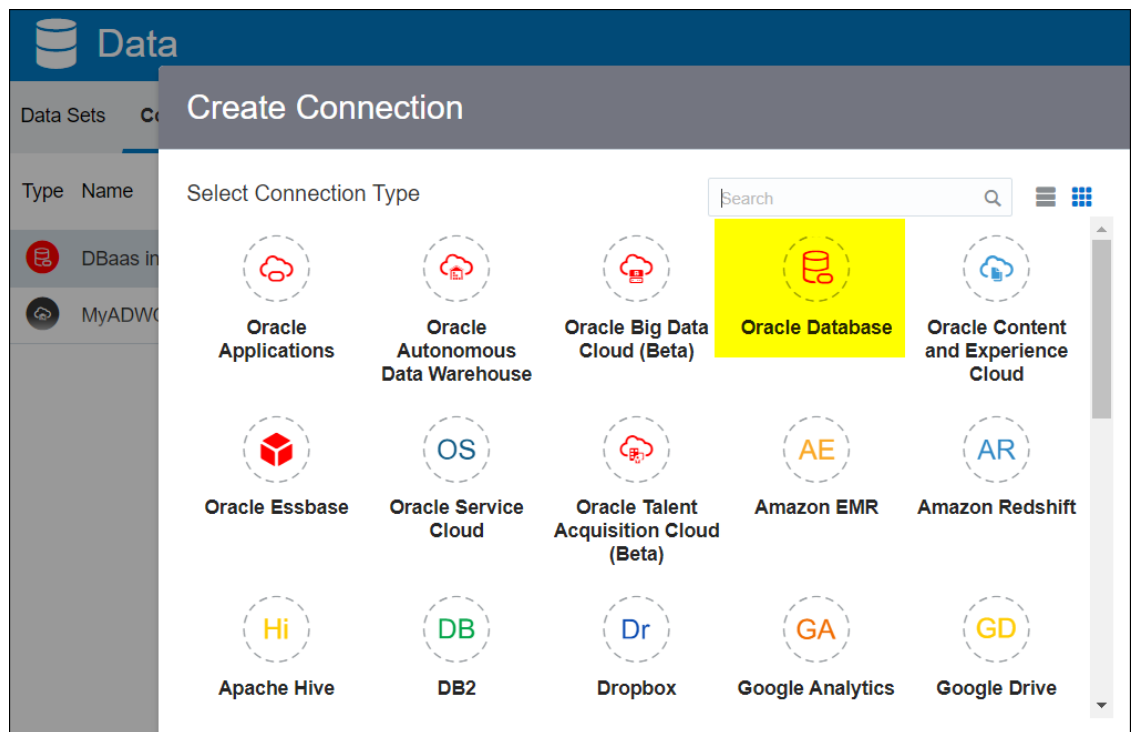 Data
Create Connection
Data Sets
Type Name
Select Connection Type
Search
DBaas in
MyADW
Oracle
Applications
Oracle
Autonomous
Data Warehouse
Oracle Big Data
Cloud (Beta)
Oracle Database
Oracle Content
and Experience
Cloud
OS
AE
AR
Oracle Essbase
Oracle Service
Cloud
Oracle Talent
Acquisition Cloud
(Beta)
Amazon EMR
Amazon Redshift
Hi
DB
Dr
GA
GD
Apache Hive
DB2
Dropbox
Google Analytics
Google Drive